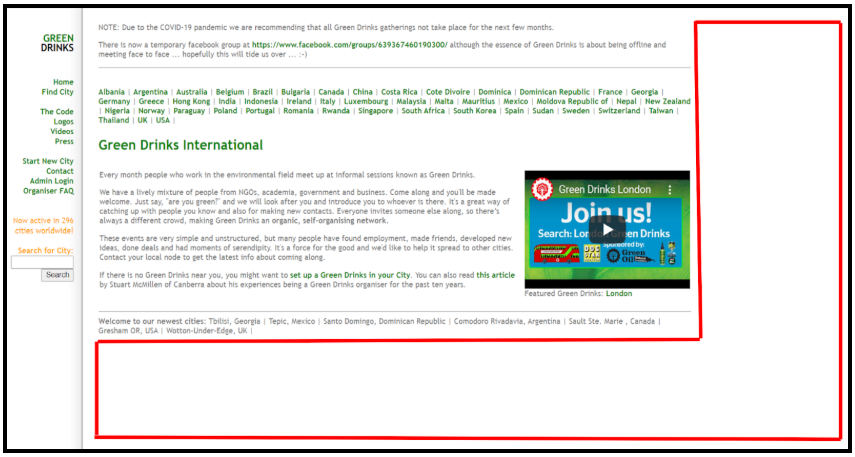 GREEN
DRINKS
Home
Find City
The Code
Logos
Videos
Press
Start New City
Contact
Admin Login
Organiser FAQ
Now active in 296
cities worldwide!
Search for City:
Search
NOTE: Due to the COVID-19 pandemic we are recommending that all Green Drinks gatherings not take place for the next few months.
There is now a temporary facebook group at https://www.facebook.com/groups/639367460190300/ although the essence of Green Drinks is about being offline and
meeting face to face ... hopefully this will tide us over ... :-)
Albania | Argentina | Australia | Belgium | Brazil | Bulgaria | Canada | China | Costa Rica | Cote Divoire | Dominica | Dominican Republic | France | Georgia |
Germany | Greece | Hong Kong | India | Indonesia | Ireland | Italy | Luxembourg | Malaysia | Malta | Mauritius | Mexico | Moldova Republic of | Nepal | New Zealand
| Nigeria | Norway | Paraguay | Poland | Portugal | Romania | Rwanda | Singapore | South Africa | South Korea | Spain | Sudan | Sweden | Switzerland | Taiwan |
Thailand | UK | USA |
Green Drinks International
Every month people who work in the environmental field meet up at informal sessions known as Green Drinks.
We have a lively mixture of people from NGOs, academia, government and business. Come along and you'll be made
welcome. Just say, "are you green?" and we will look after you and introduce you to whoever is there. It's a great way of
catching up with people you know and also for making new contacts. Everyone invites someone else along, so there's
always a different crowd, making Green Drinks an organic, self-organising network.
These events are very simple and unstructured, but many people have found employment, made friends, developed new
ideas, done deals and had moments of serendipity. It's a force for the good and we'd like to help it spread to other cities.
Contact your local node to get the latest info about coming along.
If there is no Green Drinks near you, you might want to set up a Green Drinks in your City. You can also read this article
by Stuart McMillen of Canberra about his experiences being a Green Drinks organiser for the past ten years.
Green Drinks London
Join us!
Search: London Green Drinks
Sponsored by:
Featured Green Drinks: London
Welcome to our newest cities: Tbilisi, Georgia | Tepic, Mexico | Santo Domingo, Dominican Republic | Comodoro Rivadavia, Argentina | Sault Ste. Marie , Canada |
Gresham OR, USA | Wotton-Under-Edge, UK |